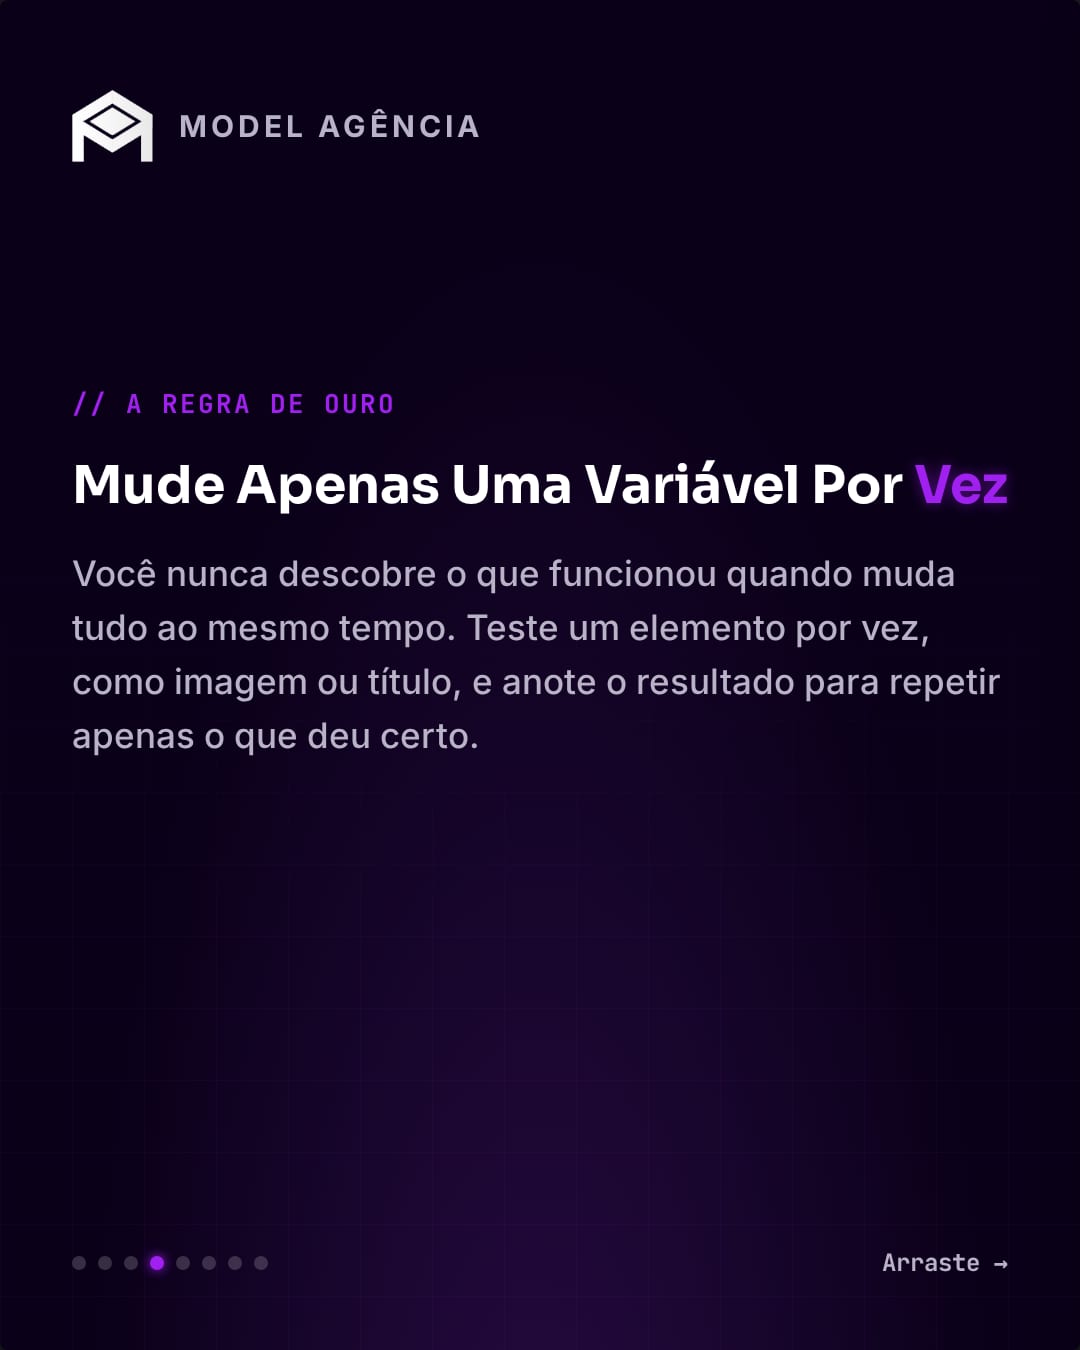 MODEL AGÊNCIA
// A REGRA DE OURO
Mude Apenas Uma Variável Por Vez
Você nunca descobre o que funcionou quando muda
tudo ao mesmo tempo. Teste um elemento por vez,
como imagem ou título, e anote o resultado para repetir
apenas o que deu certo.
Arraste →